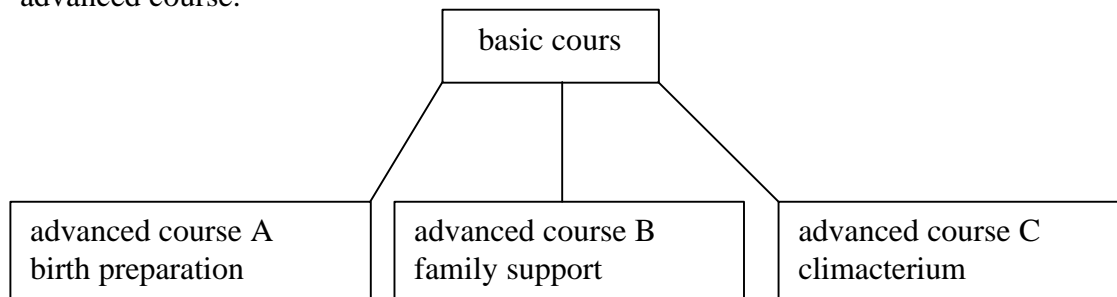 advanced course.
basic cours
advanced course A
birth preparation
advanced course B
family support
advanced course C
climacterium